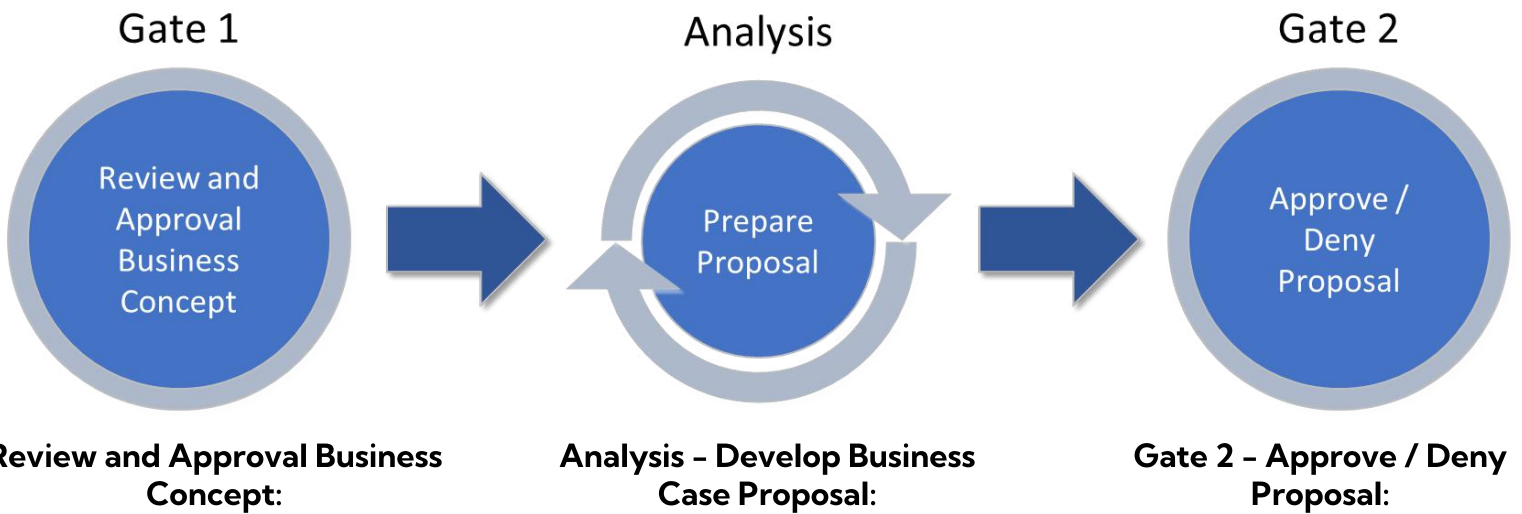 Gate 1
Analysis
Gate 2
Review and
Approval
Business
Concept
Prepare
Proposal
Approve /
Deny
Proposal
Review and Approval Business
Concept:
Analysis – Develop Business
Case Proposal:
Gate 2 – Approve / Deny
Proposal: